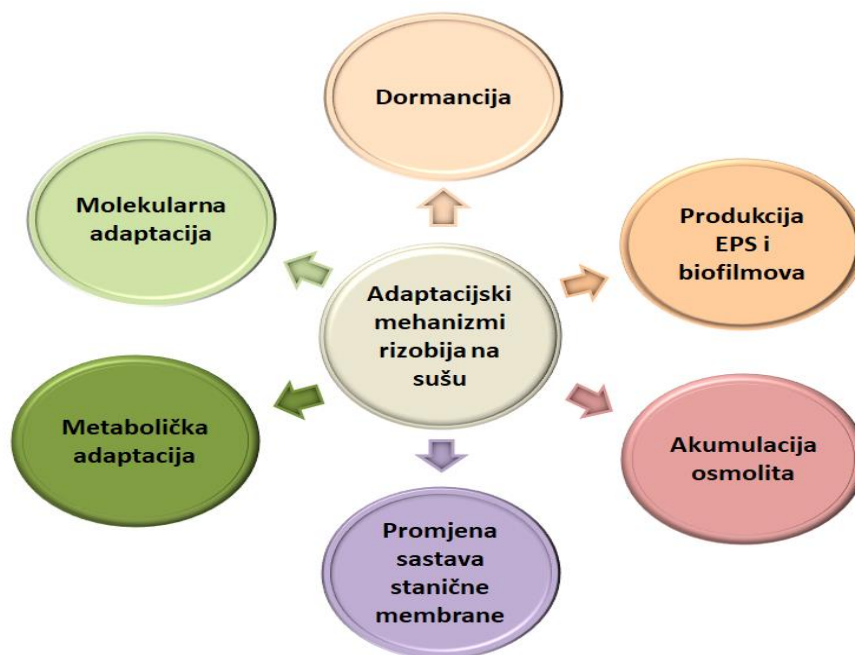 Dormancija
Molekularna
adaptacija
Produkcija
EPS i
biofilmova
Adaptacijski
mehanizmi
rizobija na
sušu
Metabolička
adaptacija
Akumulacija
osmolita
Promjena
sastava
stanične
membrane